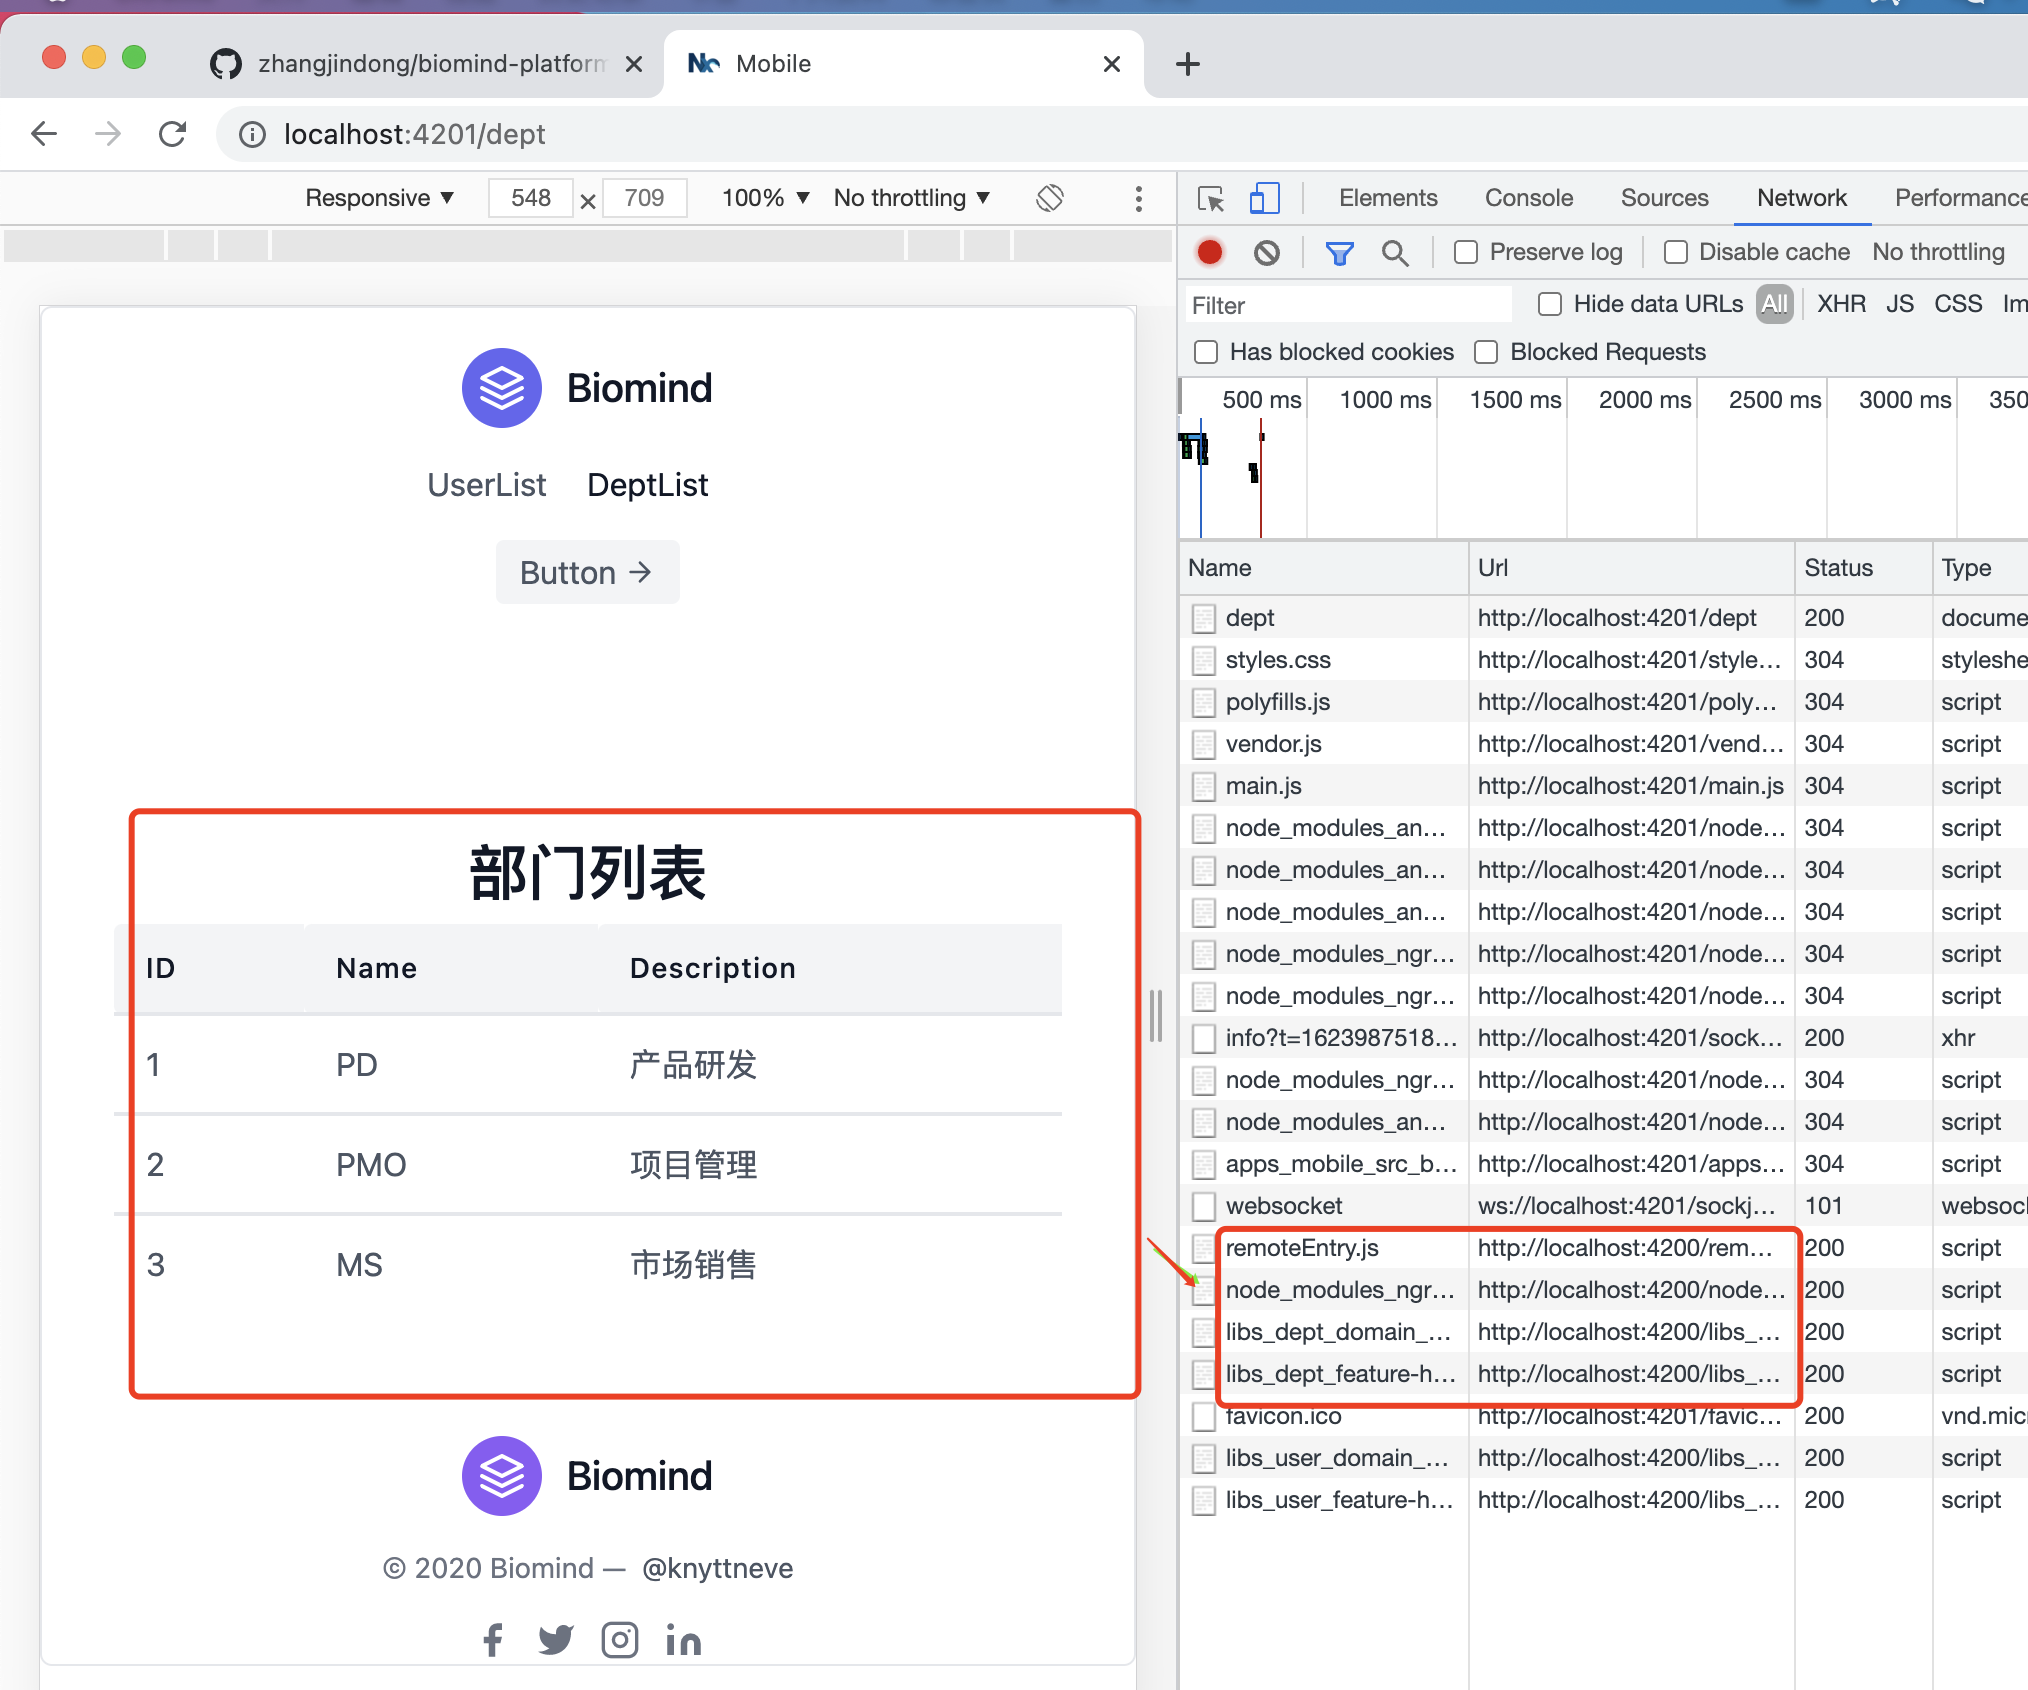 zhangjindong/biomind-platform
Mobile
localhost:4201/dept
Responsive 548 × 709 100% No throttling
Elements Console Sources Network Performance
Preserve log Disable cache No throttling
Filter Hide data URLs All XHR JS CSS Im
Has blocked cookies Blocked Requests
500 ms 1000 ms 1500 ms 2000 ms 2500 ms 3000 ms 350
Biomind
UserList DeptList
Button →
部门列表
ID Name Description
1 PD 产品研发
2 PMO 项目管理
3 MS 市场销售
Biomind
© 2020 Biomind — @knyttneve
Name Url Status Type
dept http://localhost:4201/dept 200 docume
styles.css http://localhost:4201/style… 304 styleshe
polyfills.js http://localhost:4201/poly… 304 script
vendor.js http://localhost:4201/vend… 304 script
main.js http://localhost:4201/main.js 304 script
node_modules_an… http://localhost:4201/node… 304 script
node_modules_an… http://localhost:4201/node… 304 script
node_modules_an… http://localhost:4201/node… 304 script
node_modules_ngr… http://localhost:4201/node… 304 script
node_modules_ngr… http://localhost:4201/node… 304 script
info?t=1623987518… http://localhost:4201/sock… 200 xhr
node_modules_ngr… http://localhost:4201/node… 304 script
node_modules_an… http://localhost:4201/node… 304 script
apps_mobile_src_b… http://localhost:4201/apps… 304 script
websocket ws://localhost:4201/sockj… 101 websocl
remoteEntry.js http://localhost:4200/rem… 200 script
node_modules_ngr… http://localhost:4200/node… 200 script
libs_dept_domain_… http://localhost:4200/libs_… 200 script
libs_dept_feature-h… http://localhost:4200/libs_… 200 script
favicon.ico http://localhost:4201/favic… 200 vnd.mic
libs_user_domain_… http://localhost:4200/libs_… 200 script
libs_user_feature-h… http://localhost:4200/libs_… 200 script